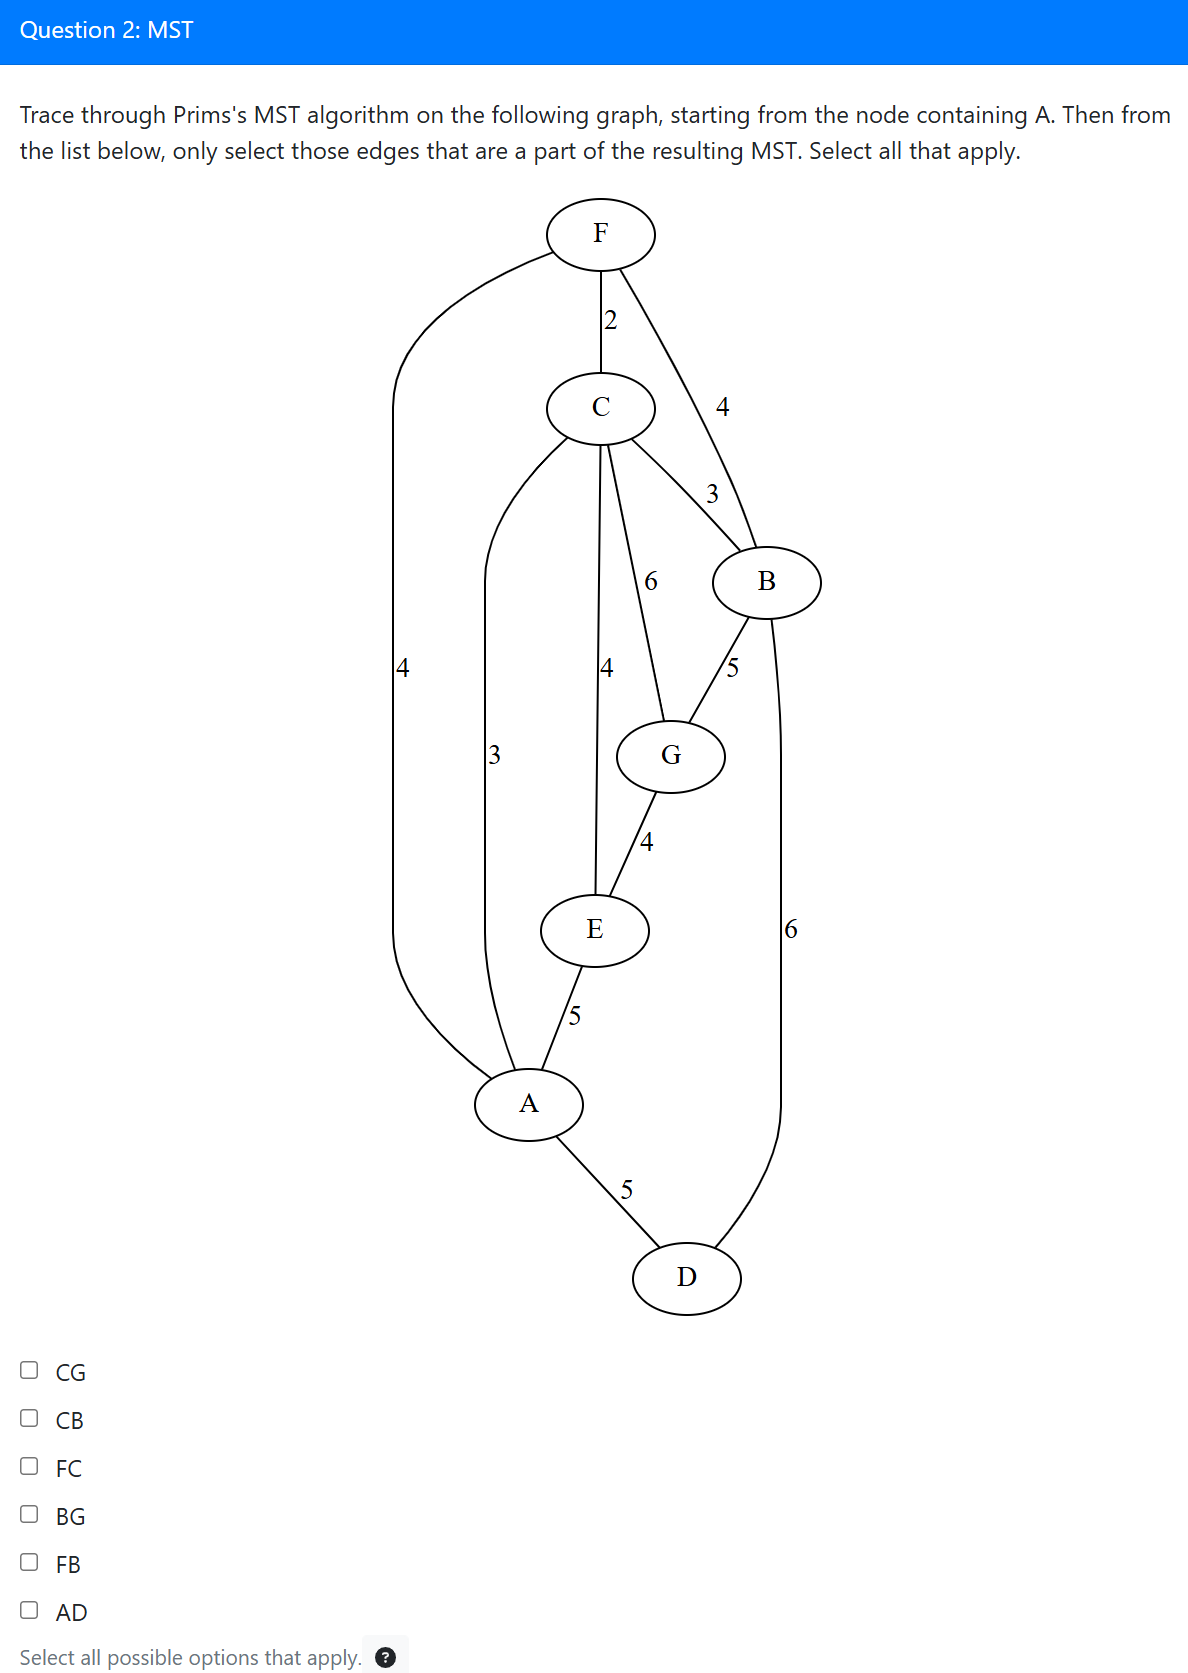 Question 2: MST
Trace through Prims's MST algorithm on the following graph, starting from the node containing A. Then from
the list below, only select those edges that are a part of the resulting MST. Select all that apply.
F
2
C
4
3
6
B
4
4
5
3
G
4
E
6
5
A
5
D
CG
CB
FC
BG
FB
AD
Select all possible options that apply. ?